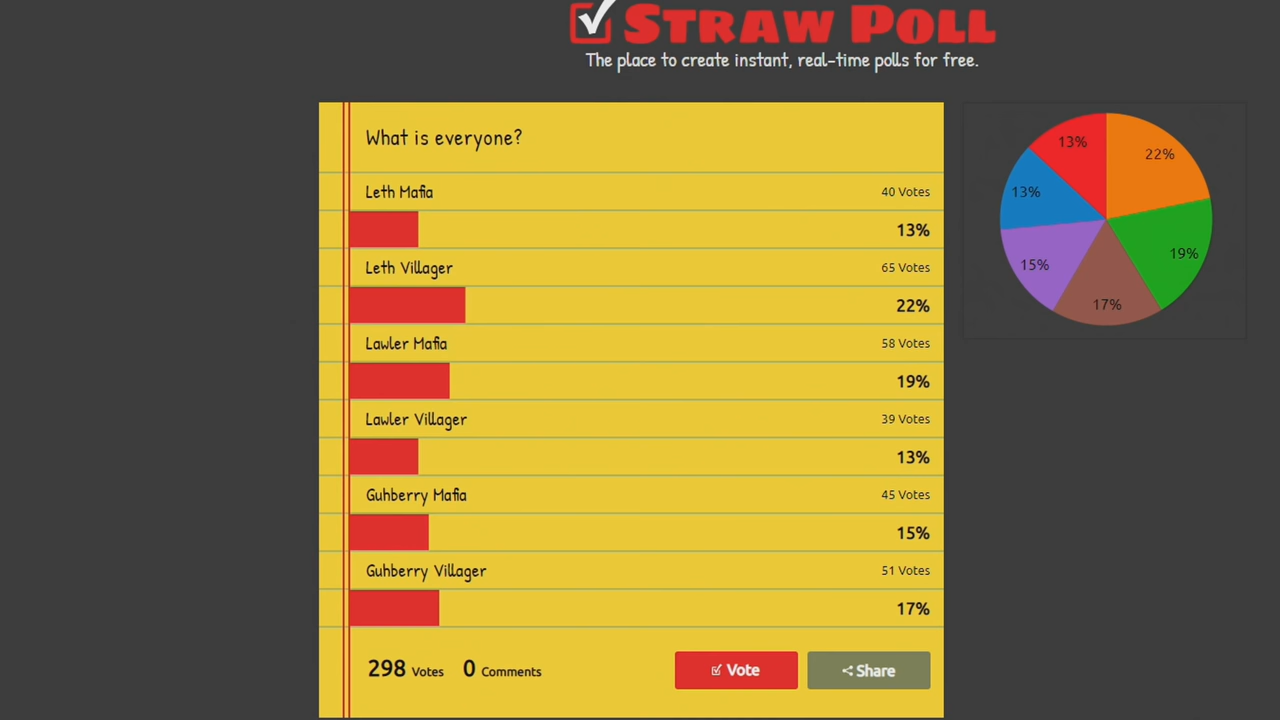 STRAW POLL
The place to create instant, real-time polls for free.
What is everyone?
Leth Mafia 40 Votes
13%
Leth Villager 65 Votes
22%
Lawler Mafia 58 Votes
19%
Lawler Villager 39 Votes
13%
Guhberry Mafia 45 Votes
15%
Guhberry Villager 51 Votes
17%
298 Votes 0 Comments Vote Share
13%
22%
13%
19%
15%
17%